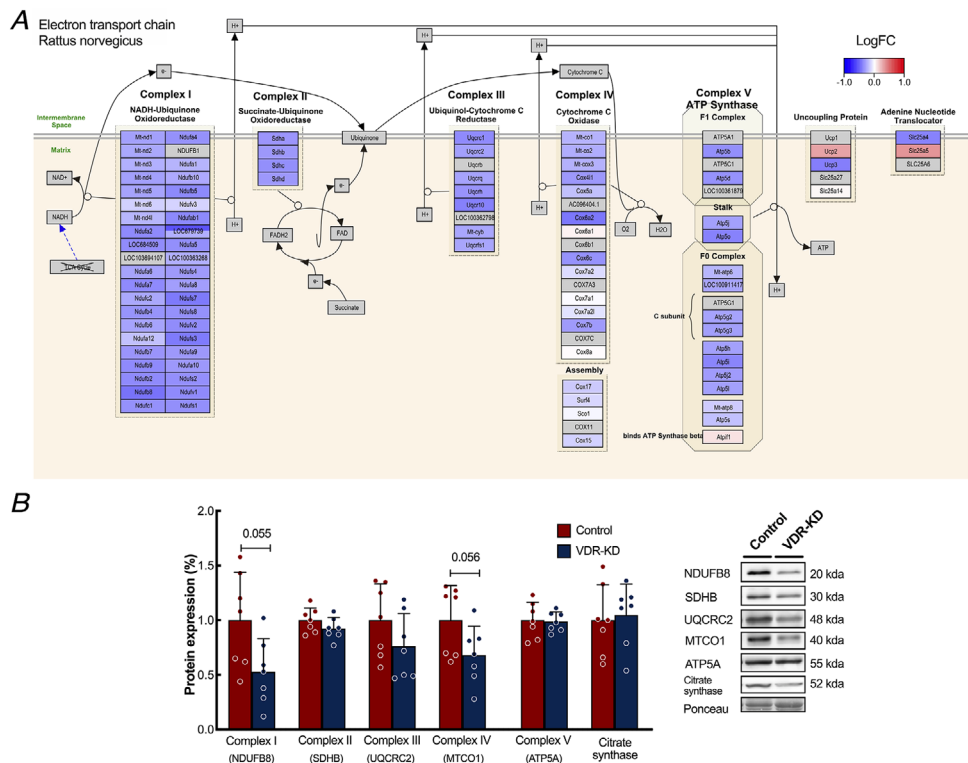 A
Electron transport chain
Rattus norvegicus
LogFC
-1.0 0.0 1.0
H+
H+
H+
e-
Cytochrome C
Complex I
NADH-Ubiquinone
Oxidoreductase
Complex II
Succinate-Ubiquinone
Oxidoreductase
Complex III
Ubiquinol-Cytochrome C
Reductase
Complex IV
Cytochrome C
Oxidase
Complex V
ATP Synthase
F1 Complex
Uncoupling Protein
Adenine Nucleotide
Translocator
Intermembrane
Space
Matrix
Ubiquinone
NAD+
NADH
TCA Cycle
H+
Mt-nd1 Ndufa4
Mt-nd2 NDUFB1
Mt-nd3 Ndufa1
Mt-nd4 Ndufb10
Mt-nd5 Ndufb5
Mt-nd6 Ndufv3
Mt-nd4l Ndufab1
Ndufa2 LOC679739
LOC684509 Ndufa5
LOC103694107 LOC100363268
Ndufa6 Ndufs4
Ndufa7 Ndufa8
Ndufc2 Ndufs7
Ndufb4 Ndufs8
Ndufb6 Ndufv2
Ndufa12 Ndufs3
Ndufb7 Ndufa9
Ndufb9 Ndufa10
Ndufb2 Ndufs2
Ndufb8 Ndufv1
Ndufc1 Ndufs1
Sdha
Sdhb
Sdhc
Sdhd
e-
FADH2
FAD
e-
Succinate
H+
Uqcrc1
Uqcrc2
Uqcrb
Uqcrq
Uqcrh
Uqcr10
LOC100362798
Mt-cyb
Uqcrfs1
H+
Mt-co1
Mt-co2
Mt-cox3
Cox4i1
Cox5a
AC096404.1
Cox6a2
Cox6a1
Cox6b1
Cox6c
Cox7a2
COX7A3
Cox7a1
Cox7a2l
Cox7b
COX7C
Cox8a
Assembly
Cox17
Surf4
Sco1
COX11
Cox15
O2
H2O
ATP5A1
Atp5b
ATP5C1
Atp5d
LOC100361879
Stalk
Atp5j
Atp5o
F0 Complex
Mt-atp6
LOC100911417
C subunit
ATP5G1
Atp5g2
Atp5g3
Atp5h
Atp5i
Atp5j2
Atp5l
Mt-atp8
Atp5s
binds ATP Synthase beta
Atpif1
ATP
H+
Ucp1
Ucp2
Ucp3
Slc25a27
Slc25a14
Slc25a4
Slc25a5
SLC25A6
B
Protein expression (%)
2.0
1.5
1.0
0.5
0.0
0.055
0.056
Control
VDR-KD
Complex I
(NDUFB8)
Complex II
(SDHB)
Complex III
(UQCRC2)
Complex IV
(MTCO1)
Complex V
(ATP5A)
Citrate
synthase
Control VDR-KD
NDUFB8 20 kda
SDHB 30 kda
UQCRC2 48 kda
MTCO1 40 kda
ATP5A 55 kda
Citrate
synthase 52 kda
Ponceau